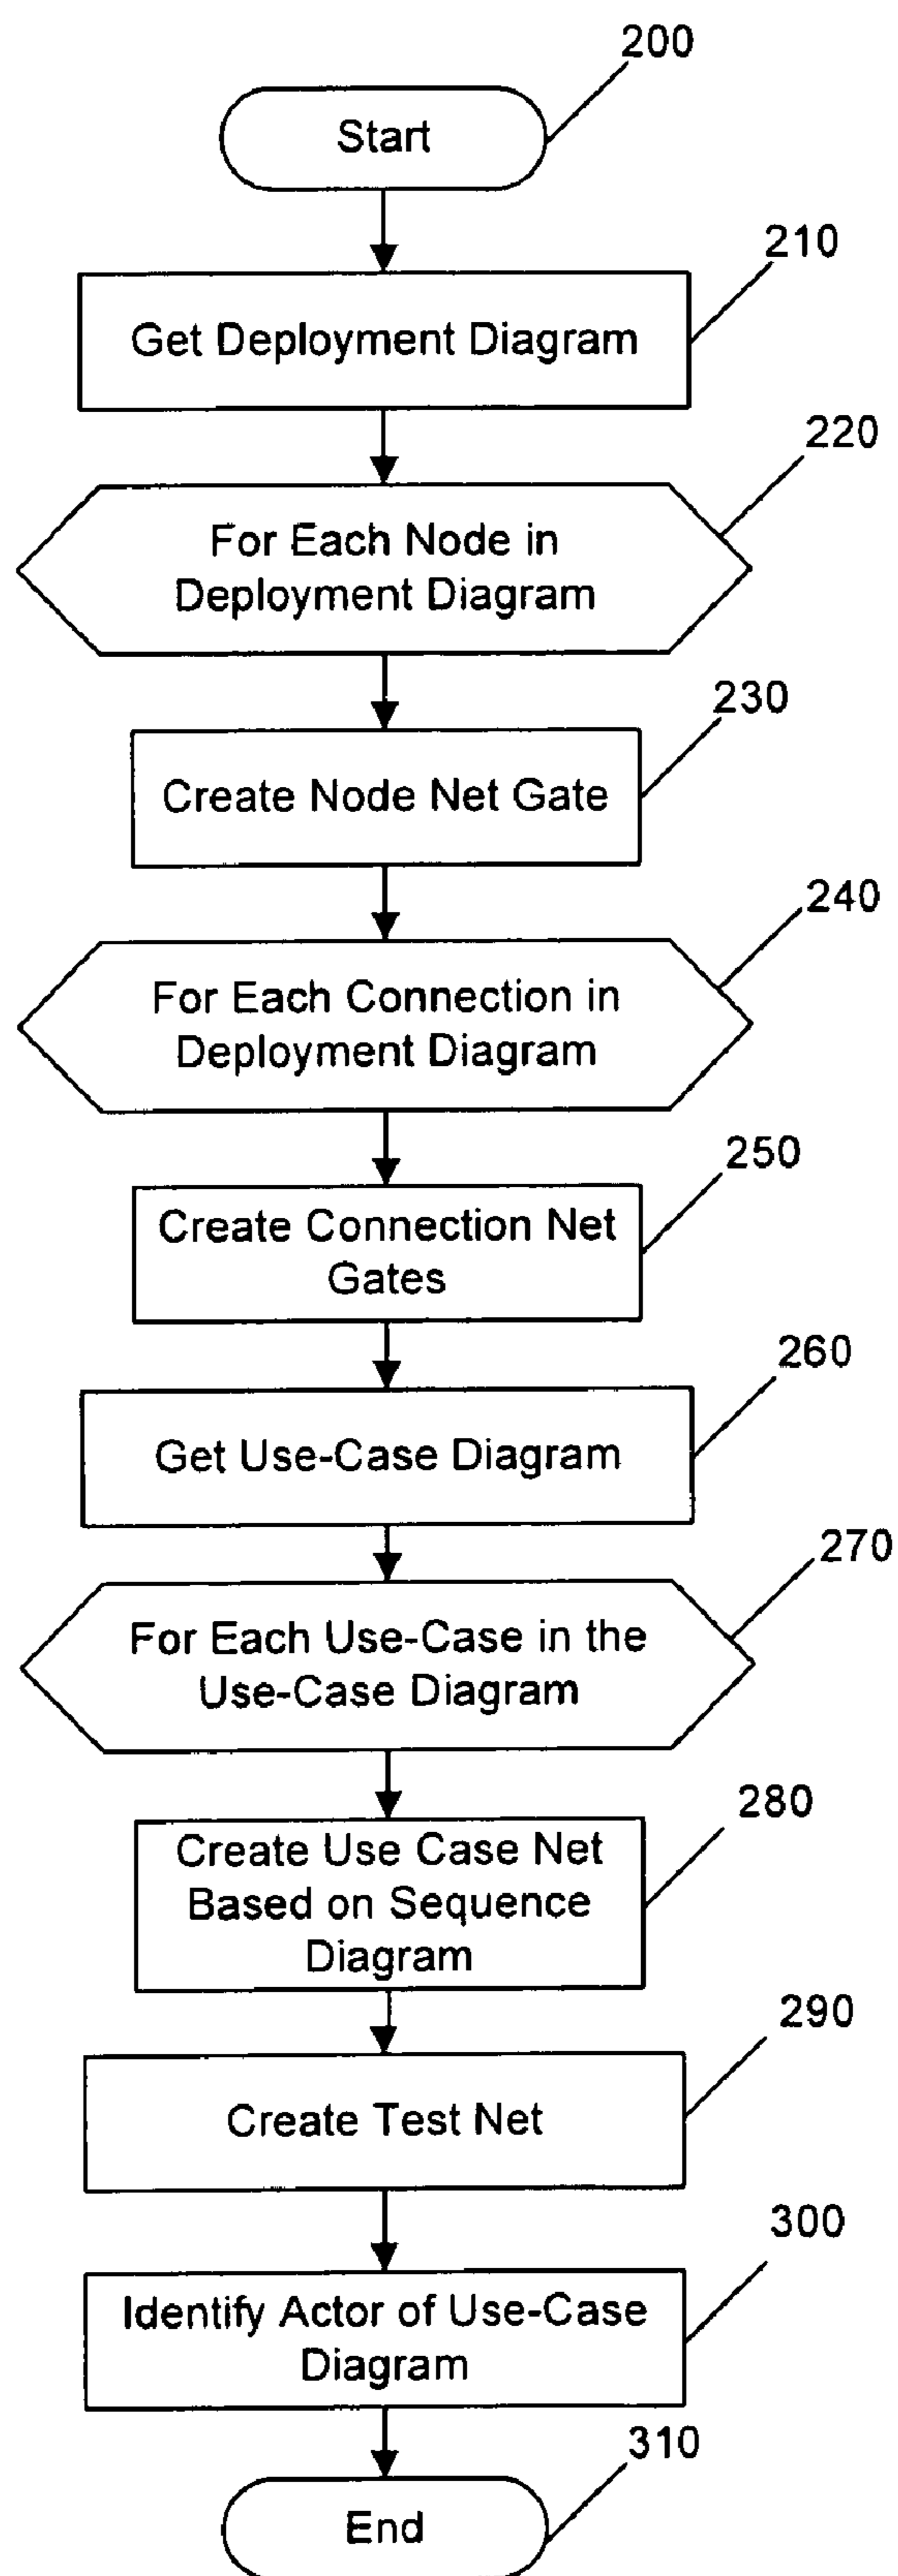 200
Start
210
Get Deployment Diagram
220
For Each Node in
Deployment Diagram
230
Create Node Net Gate
240
For Each Connection in
Deployment Diagram
250
Create Connection Net
Gates
260
Get Use-Case Diagram
270
For Each Use-Case in the
Use-Case Diagram
280
Create Use Case Net
Based on Sequence
Diagram
290
Create Test Net
300
Identify Actor of Use-Case
Diagram
310
End